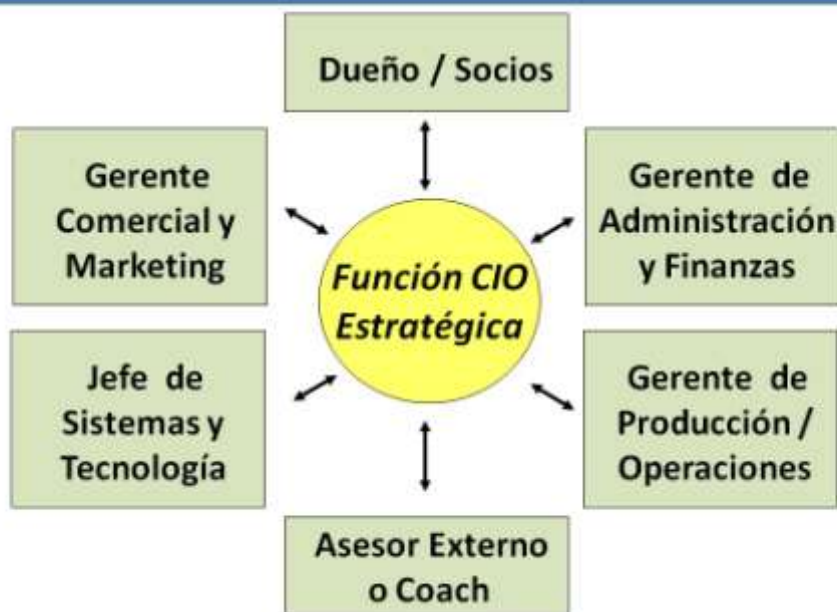 Dueño / Socios
Gerente
Comercial y
Marketing
Gerente de
Administración
y Finanzas
Función CIO
Estratégica
Jefe de
Sistemas y
Tecnología
Gerente de
Producción /
Operaciones
Asesor Externo
o Coach